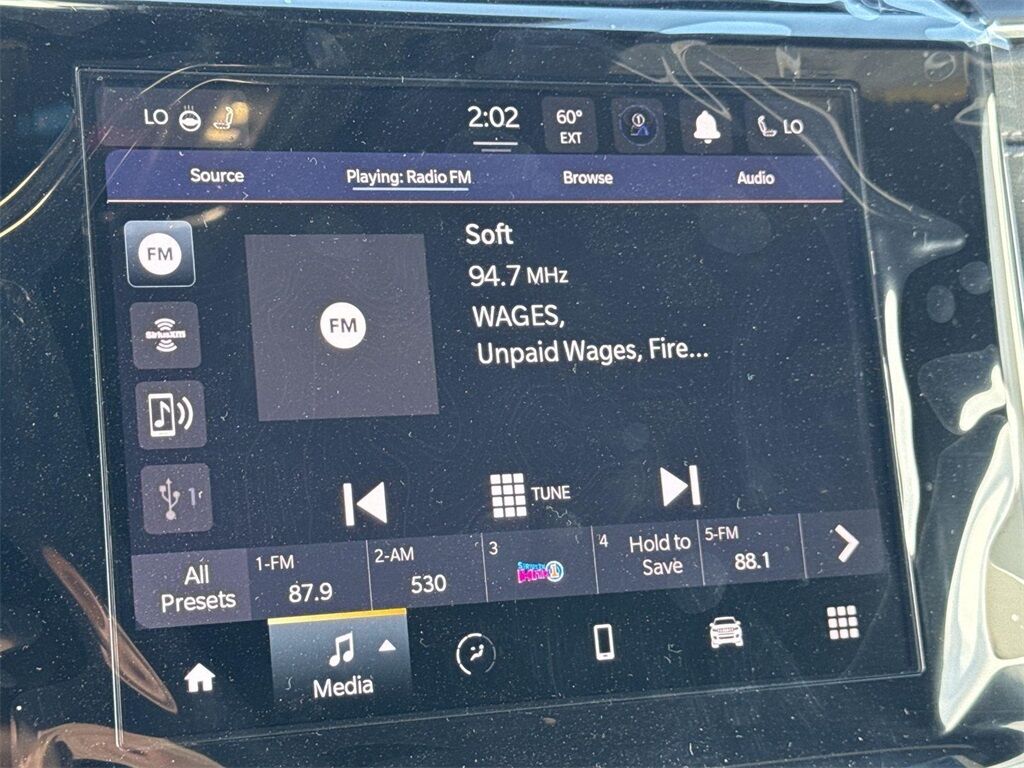 LO
2:02
60°
EXT
LO
Source
Playing: Radio FM
Browse
Audio
FM
Soft
94.7 MHz
FM
WAGES,
SiriusXM
Unpaid Wages, Fire...
1
TUNE
All
Presets
1-FM
87.9
2-AM
530
3
4
Hold to
Save
5-FM
88.1
Media